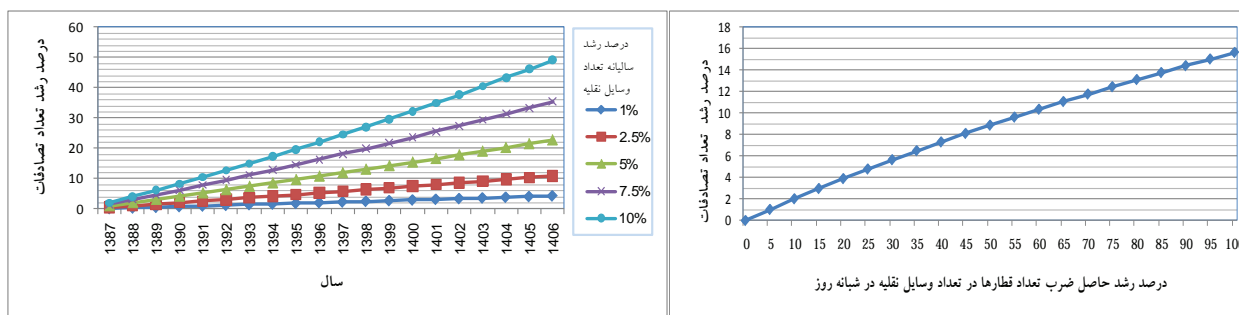 درصد رشد تعداد تصادفات
60
50
40
30
20
10
0
1387 1388 1389 1390 1391 1392 1393 1394 1395 1396 1397 1398 1399 1400 1401 1402 1403 1404 1405 1406
سال
درصد رشد
سالیانه تعداد
وسایل نقلیه
1%
2.5%
5%
7.5%
10%
درصد رشد تعداد تصادفات
18
16
14
12
10
8
6
4
2
0
0 5 10 15 20 25 30 35 40 45 50 55 60 65 70 75 80 85 90 95 100
درصد رشد حاصل ضرب تعداد قطارها در تعداد وسایل نقلیه در شبانه روز